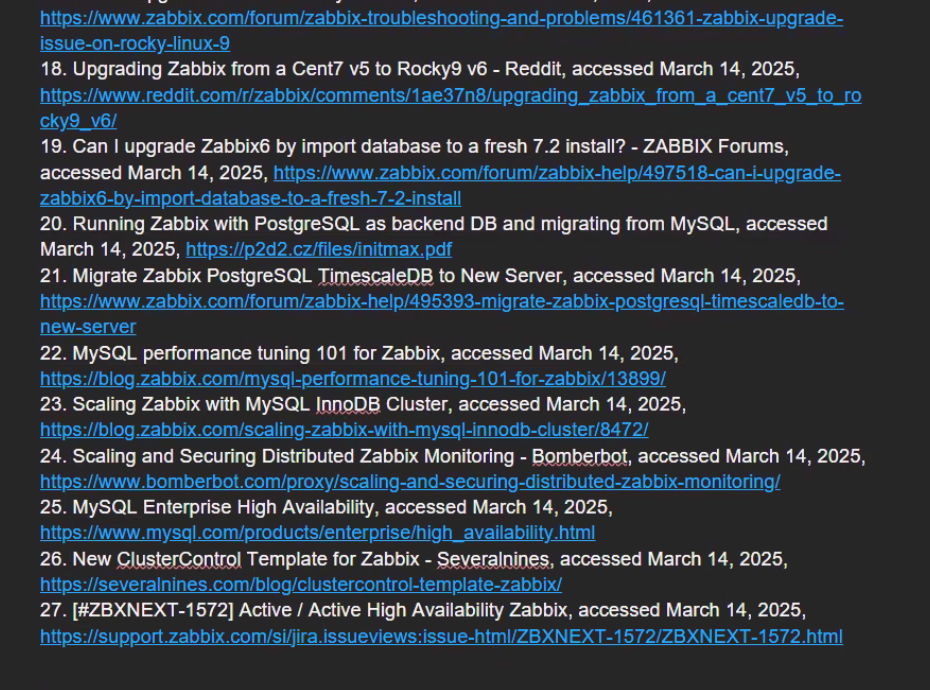 https://www.zabbix.com/forum/zabbix-troubleshooting-and-problems/461361-zabbix-upgrade-
issue-on-rocky-linux-9
18. Upgrading Zabbix from a Cent7 v5 to Rocky9 v6 - Reddit, accessed March 14, 2025,
https://www.reddit.com/r/zabbix/comments/1ae37n8/upgrading_zabbix_from_a_cent7_v5_to_ro
cky9_v6/
19. Can I upgrade Zabbix6 by import database to a fresh 7.2 install? - ZABBIX Forums,
accessed March 14, 2025, https://www.zabbix.com/forum/zabbix-help/497518-can-i-upgrade-
zabbix6-by-import-database-to-a-fresh-7-2-install
20. Running Zabbix with PostgreSQL as backend DB and migrating from MySQL, accessed
March 14, 2025, https://p2d2.cz/files/initmax.pdf
21. Migrate Zabbix PostgreSQL TimescaleDB to New Server, accessed March 14, 2025,
https://www.zabbix.com/forum/zabbix-help/495393-migrate-zabbix-postgresql-timescaledb-to-
new-server
22. MySQL performance tuning 101 for Zabbix, accessed March 14, 2025,
https://blog.zabbix.com/mysql-performance-tuning-101-for-zabbix/13899/
23. Scaling Zabbix with MySQL InnoDB Cluster, accessed March 14, 2025,
https://blog.zabbix.com/scaling-zabbix-with-mysql-innodb-cluster/8472/
24. Scaling and Securing Distributed Zabbix Monitoring - Bomberbot, accessed March 14, 2025,
https://www.bomberbot.com/proxy/scaling-and-securing-distributed-zabbix-monitoring/
25. MySQL Enterprise High Availability, accessed March 14, 2025,
https://www.mysql.com/products/enterprise/high_availability.html
26. New ClusterControl Template for Zabbix - Severalnines, accessed March 14, 2025,
https://severalnines.com/blog/clustercontrol-template-zabbix/
27. [#ZBXNEXT-1572] Active / Active High Availability Zabbix, accessed March 14, 2025,
https://support.zabbix.com/si/jira.issueviews:issue-html/ZBXNEXT-1572/ZBXNEXT-1572.html